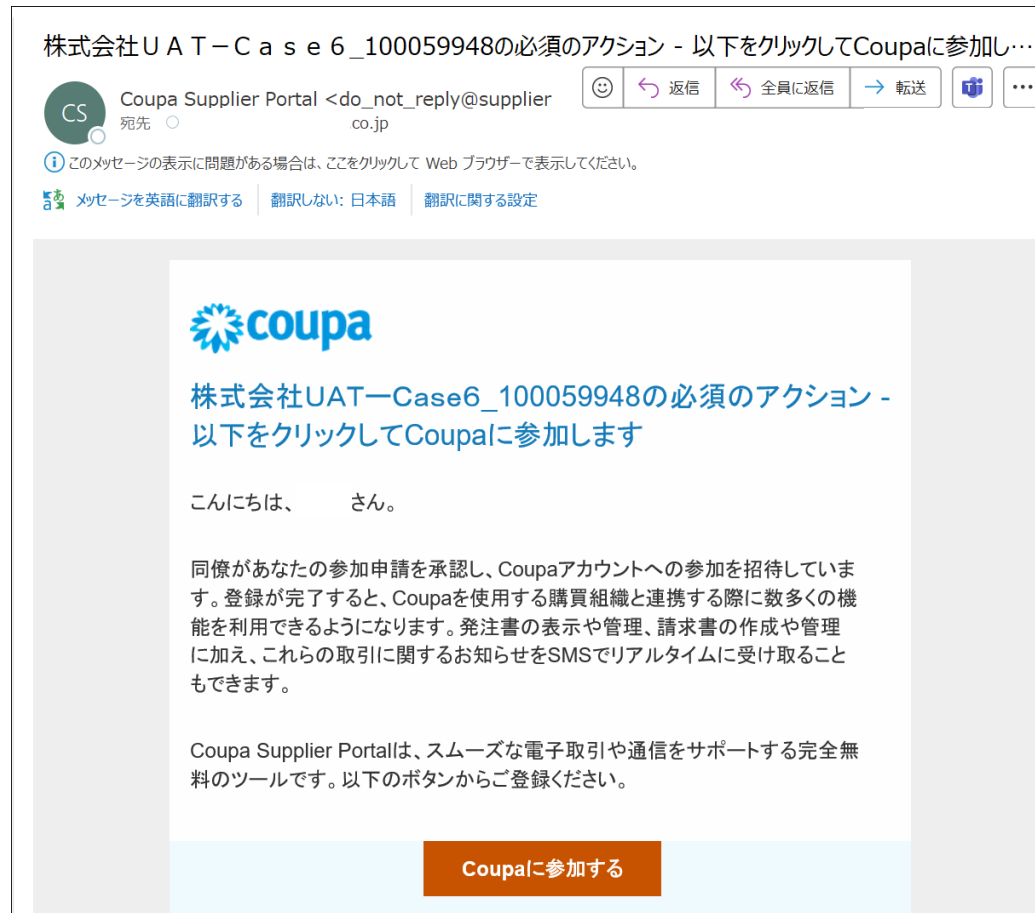 株式会社ＵＡＴ－Ｃａｓｅ６_100059948の必須のアクション - 以下をクリックしてCoupaに参加し…
CS
Coupa Supplier Portal <do_not_reply@supplier
返信
全員に返信
転送
宛先
co.jp
このメッセージの表示に問題がある場合は、ここをクリックして Web ブラウザーで表示してください。
メッセージを英語に翻訳する
翻訳しない: 日本語
翻訳に関する設定
coupa
株式会社UATーCase6_100059948の必須のアクション -
以下をクリックしてCoupaに参加します
こんにちは、 さん。
同僚があなたの参加申請を承認し、Coupaアカウントへの参加を招待していま
す。登録が完了すると、Coupaを使用する購買組織と連携する際に数多くの機
能を利用できるようになります。発注書の表示や管理、請求書の作成や管理
に加え、これらの取引に関するお知らせをSMSでリアルタイムに受け取ること
もできます。
Coupa Supplier Portalは、スムーズな電子取引や通信をサポートする完全無
料のツールです。以下のボタンからご登録ください。
Coupaに参加する